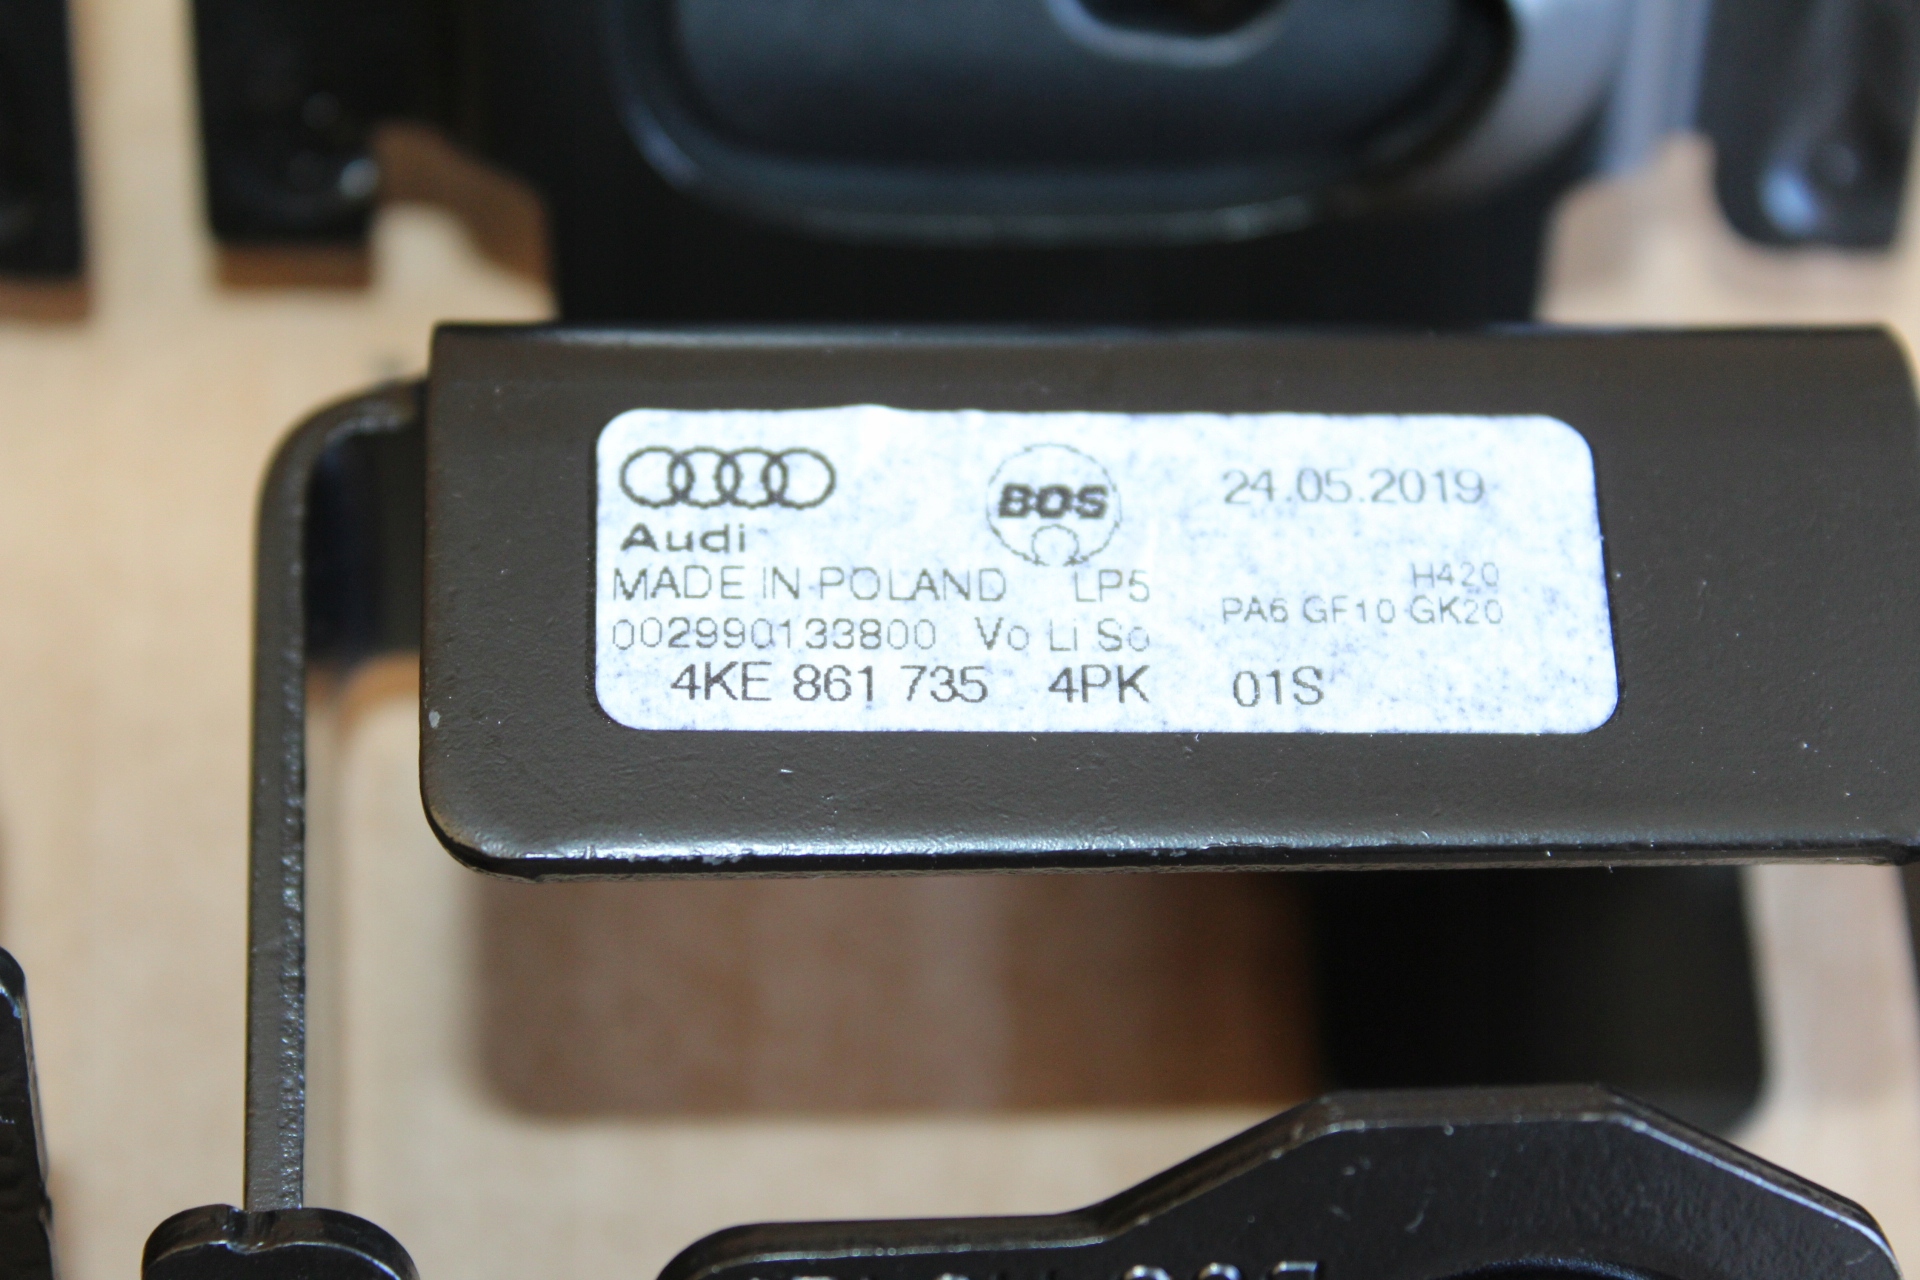 Audi
BOS
24.05.2019
MADE IN POLAND LP5
H420
002990133800 Vo Li So
PA6 GF10 GK20
4KE 861 735 4PK 01S